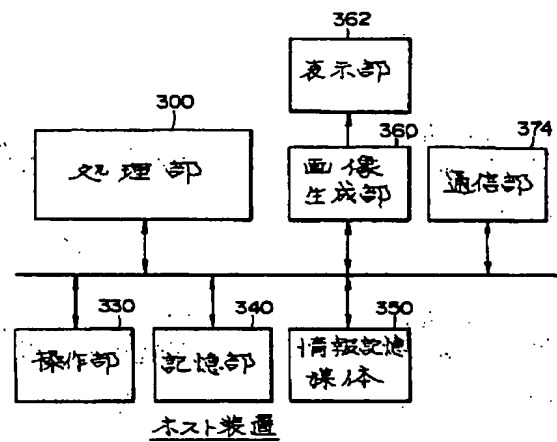 362
表示部
300
処理部
360
画像
生成部
374
通信部
330
操作部
340
記憶部
350
情報記憶
媒体
ホスト装置